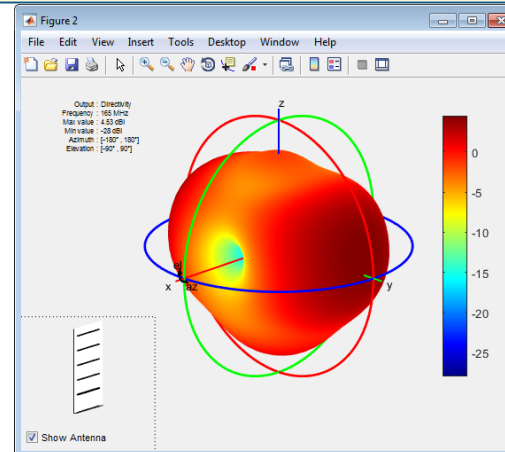 Figure 2
File Edit View Insert Tools Desktop Window Help
Output : Directivity
Frequency : 165 MHz
Max value : 4.53 dBi
Min value : -28 dBi
Azimuth : [-180° , 180°]
Elevation : [-90° , 90°]
z
el
x az
y
0
-5
-10
-15
-20
-25
Show Antenna